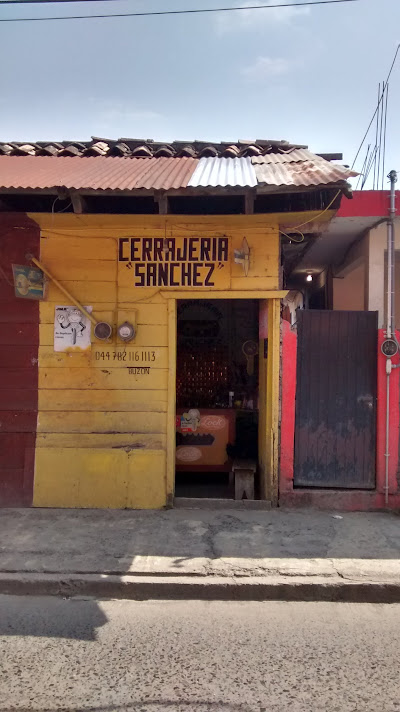 CERRAJERIA
"SANCHEZ"
044 782 116 1113
BUZON